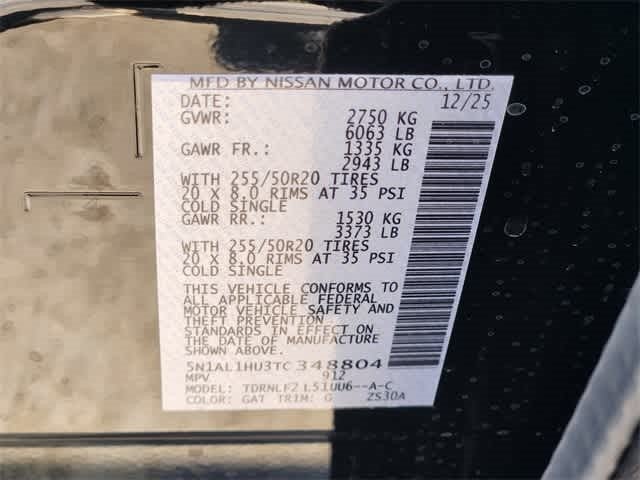 MFD BY NISSAN MOTOR CO., LTD.
DATE: 12/25
GVWR: 2750 KG
6063 LB
GAWR FR.: 1335 KG
2943 LB
WITH 255/50R20 TIRES
20 X 8.0 RIMS AT 35 PSI
COLD SINGLE
GAWR RR.: 1530 KG
3373 LB
WITH 255/50R20 TIRES
20 X 8.0 RIMS AT 35 PSI
COLD SINGLE
THIS VEHICLE CONFORMS TO
ALL APPLICABLE FEDERAL
MOTOR VEHICLE SAFETY AND
THEFT PREVENTION
STANDARDS IN EFFECT ON
THE DATE OF MANUFACTURE
SHOWN ABOVE.
5N1AL1HU3TC348804
MPV 912
TDRNLF2 L51UU6--A-C
COLOR: GAT TRIM: G 2S30A